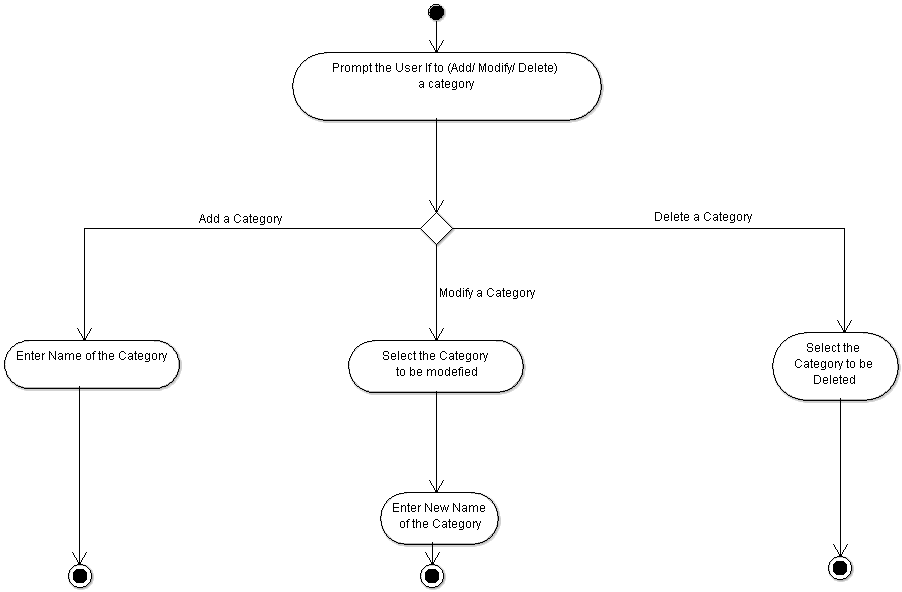 Prompt the User If to (Add/ Modify/ Delete)
a category
Add a Category
Delete a Category
Modify a Category
Enter Name of the Category
Select the Category
to be modefied
Select the
Category to be
Deleted
Enter New Name
of the Category